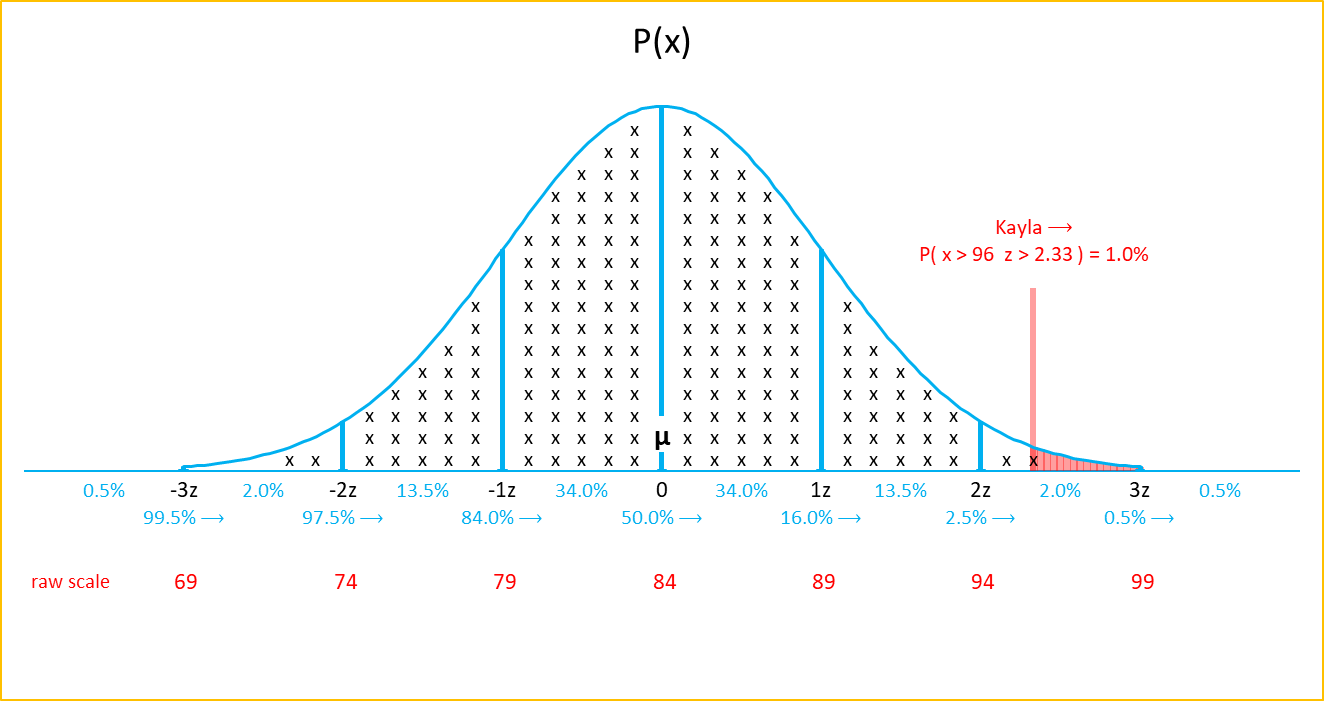 P(x)
Kayla →
P( x > 96  z > 2.33 ) = 1.0%
x x
x x x x
x x x x x x
x x x x x x x x
x x x x x x x x
x x x x x x x x x x
x x x x x x x x x x
x x x x x x x x x x
x x x x x x x x x x x x
x x x x x x x x x x x x
x x x x x x x x x x x x x x
x x x x x x x x x x x x x x x x
x x x x x x x x x x x x x x x x x x
x x x x x x x x x x x x x x x x x x x x
x x x x x x x x x x μ x x x x x x x x x x
x x x x x x x x x x x x x x x x x x x x x x x x
0.5% -3z 2.0% -2z 13.5% -1z 34.0% 0 34.0% 1z 13.5% 2z 2.0% 3z 0.5%
99.5% → 97.5% → 84.0% → 50.0% → 16.0% → 2.5% → 0.5% →
raw scale 69 74 79 84 89 94 99